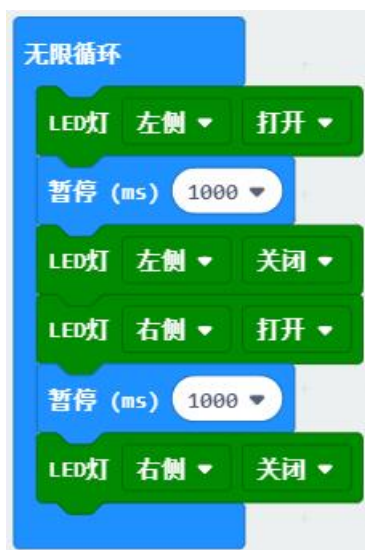 无限循环
LED灯 左侧 打开
暂停 (ms) 1000
LED灯 左侧 关闭
LED灯 右侧 打开
暂停 (ms) 1000
LED灯 右侧 关闭